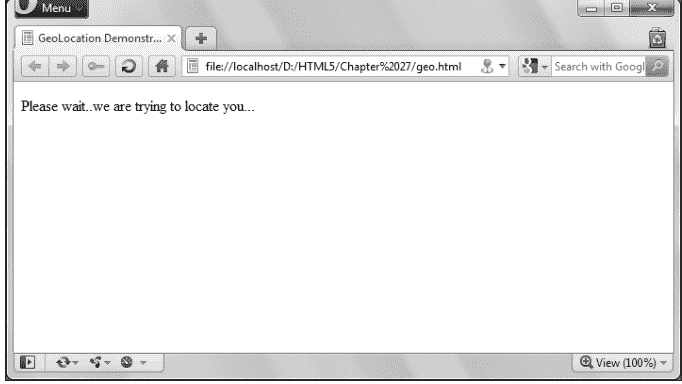 Menu
GeoLocation Demonstr...
file://localhost/D:/HTML5/Chapter%2027/geo.html
Search with Googl
Please wait..we are trying to locate you...
View (100%)